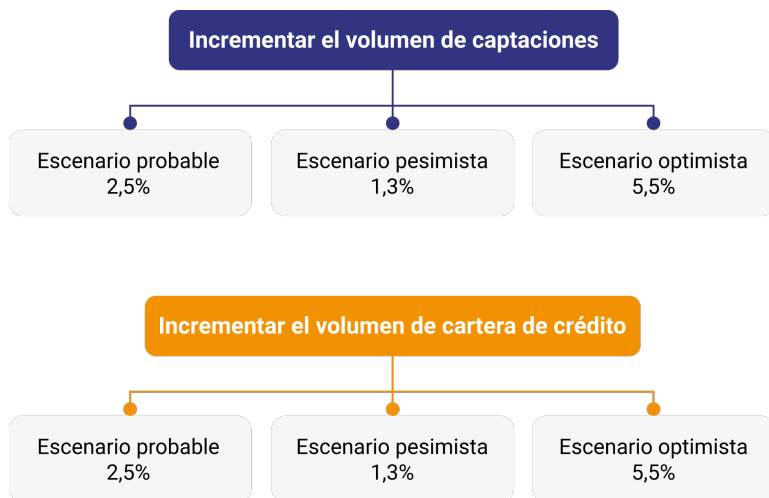 Incrementar el volumen de captaciones
Escenario probable
2,5%
Escenario pesimista
1,3%
Escenario optimista
5,5%
Incrementar el volumen de cartera de crédito
Escenario probable
2,5%
Escenario pesimista
1,3%
Escenario optimista
5,5%